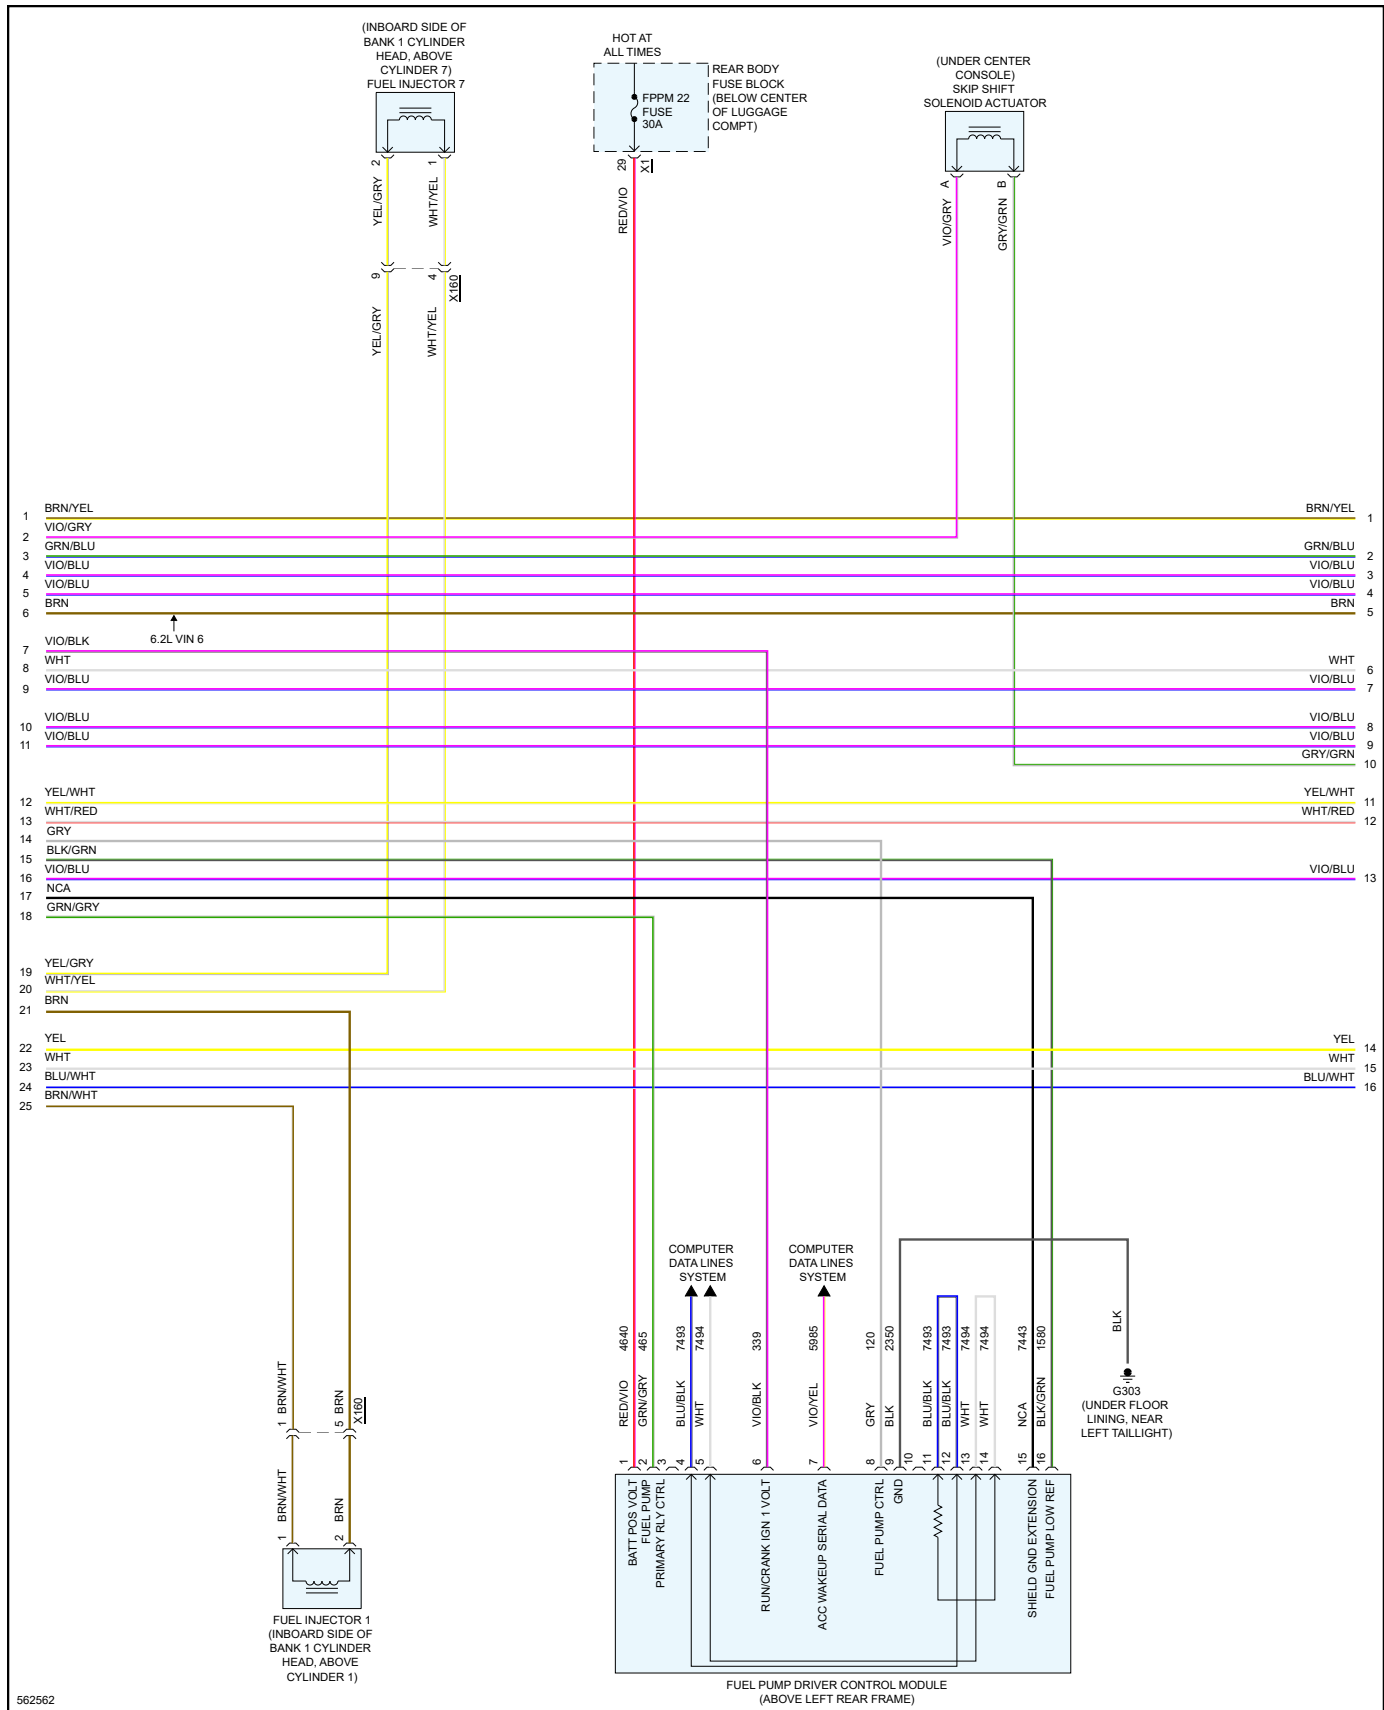 (INBOARD SIDE OF
BANK 1 CYLINDER
HEAD, ABOVE
CYLINDER 7)
FUEL INJECTOR 7
HOT AT
ALL TIMES
REAR BODY
FUSE BLOCK
(BELOW CENTER
OF LUGGAGE
COMPT)
FPPM 22
FUSE
30A
(UNDER CENTER
CONSOLE)
SKIP SHIFT
SOLENOID ACTUATOR
2
1
29
X1
A
B
YEL/GRY
WHT/YEL
RED/VIO
VIO/GRY
GRY/GRN
9
4
X160
YEL/GRY
WHT/YEL
1 BRN/YEL
BRN/YEL 1
2 VIO/GRY
3 GRN/BLU
GRN/BLU 2
4 VIO/BLU
VIO/BLU 3
5 VIO/BLU
VIO/BLU 4
6 BRN
BRN 5
6.2L VIN 6
7 VIO/BLK
8 WHT
WHT 6
9 VIO/BLU
VIO/BLU 7
10 VIO/BLU
VIO/BLU 8
11 VIO/BLU
VIO/BLU 9
GRY/GRN 10
12 YEL/WHT
YEL/WHT 11
13 WHT/RED
WHT/RED 12
14 GRY
15 BLK/GRN
16 VIO/BLU
VIO/BLU 13
17 NCA
18 GRN/GRY
19 YEL/GRY
20 WHT/YEL
21 BRN
22 YEL
YEL 14
23 WHT
WHT 15
24 BLU/WHT
BLU/WHT 16
25 BRN/WHT
COMPUTER
DATA LINES
SYSTEM
COMPUTER
DATA LINES
SYSTEM
4640
465
7493
7494
339
5985
120
2350
7493
7493
7494
7494
7443
1580
BLK
G303
(UNDER FLOOR
LINING, NEAR
LEFT TAILLIGHT)
RED/VIO
GRN/GRY
BLU/BLK
WHT
VIO/BLK
VIO/YEL
GRY
BLK
BLU/BLK
BLU/BLK
WHT
WHT
NCA
BLK/GRN
1
2
3
4
5
6
7
8
9
10
11
12
13
14
15
16
BATT POS VOLT
FUEL PUMP
PRIMARY RLY CTRL
RUN/CRANK IGN 1 VOLT
ACC WAKEUP SERIAL DATA
FUEL PUMP CTRL
GND
SHIELD GND EXTENSION
FUEL PUMP LOW REF
FUEL PUMP DRIVER CONTROL MODULE
(ABOVE LEFT REAR FRAME)
1 BRN/WHT
5 BRN
X160
BRN/WHT
BRN
1
2
FUEL INJECTOR 1
(INBOARD SIDE OF
BANK 1 CYLINDER
HEAD, ABOVE
CYLINDER 1)
562562